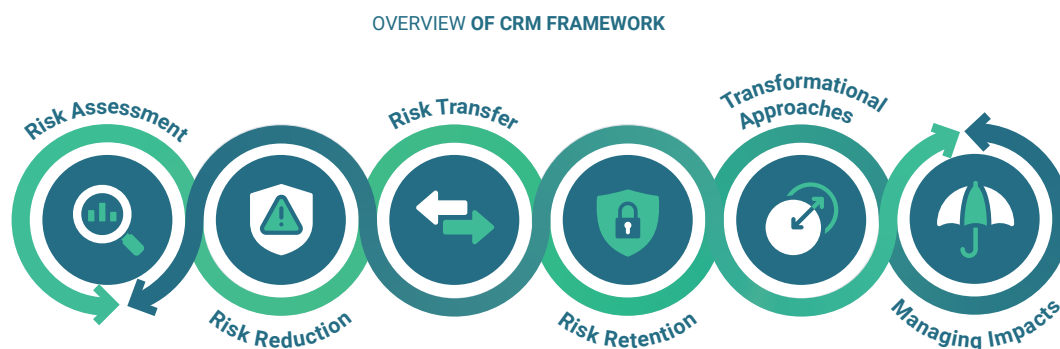 OVERVIEW OF CRM FRAMEWORK
Risk Assessment
Risk Reduction
Risk Transfer
Risk Retention
Transformational
Approaches
Managing Impacts